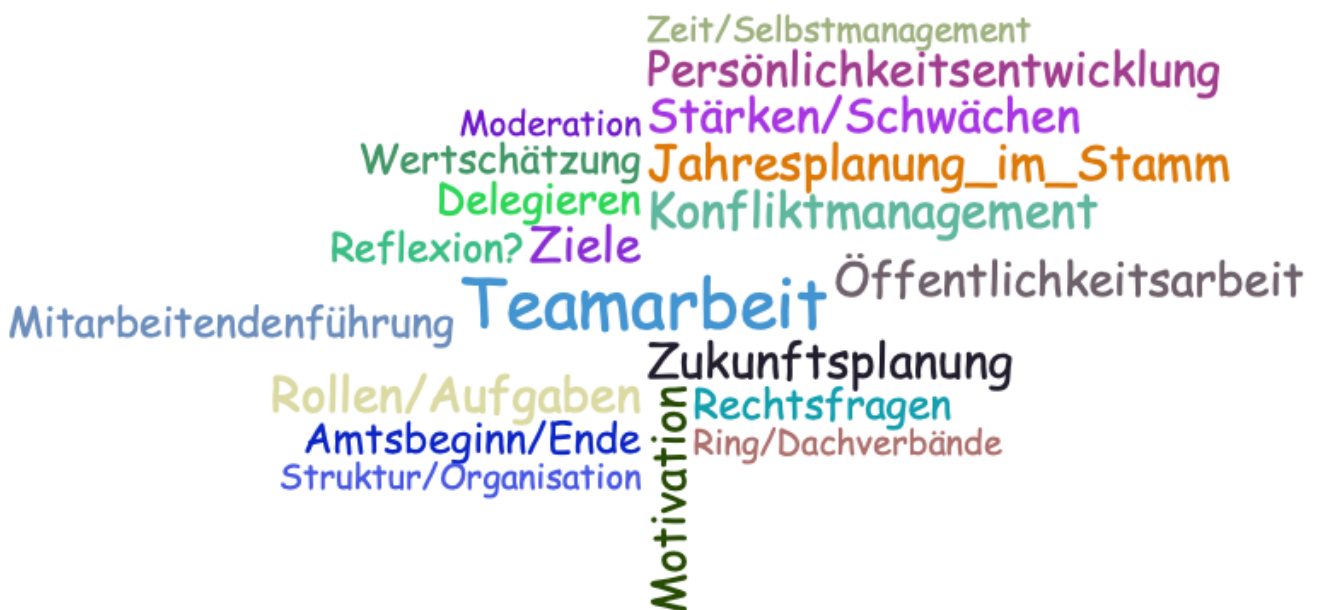 Zeit/Selbstmanagement
Persönlichkeitsentwicklung
Moderation
Stärken/Schwächen
Wertschätzung
Jahresplanung_im_Stamm
Delegieren
Konfliktmanagement
Reflexion?
Ziele
Öffentlichkeitsarbeit
Mitarbeitendenführung
Teamarbeit
Zukunftsplanung
Rollen/Aufgaben
Rechtsfragen
Amtsbeginn/Ende
Ring/Dachverbände
Struktur/Organisation
Motivation